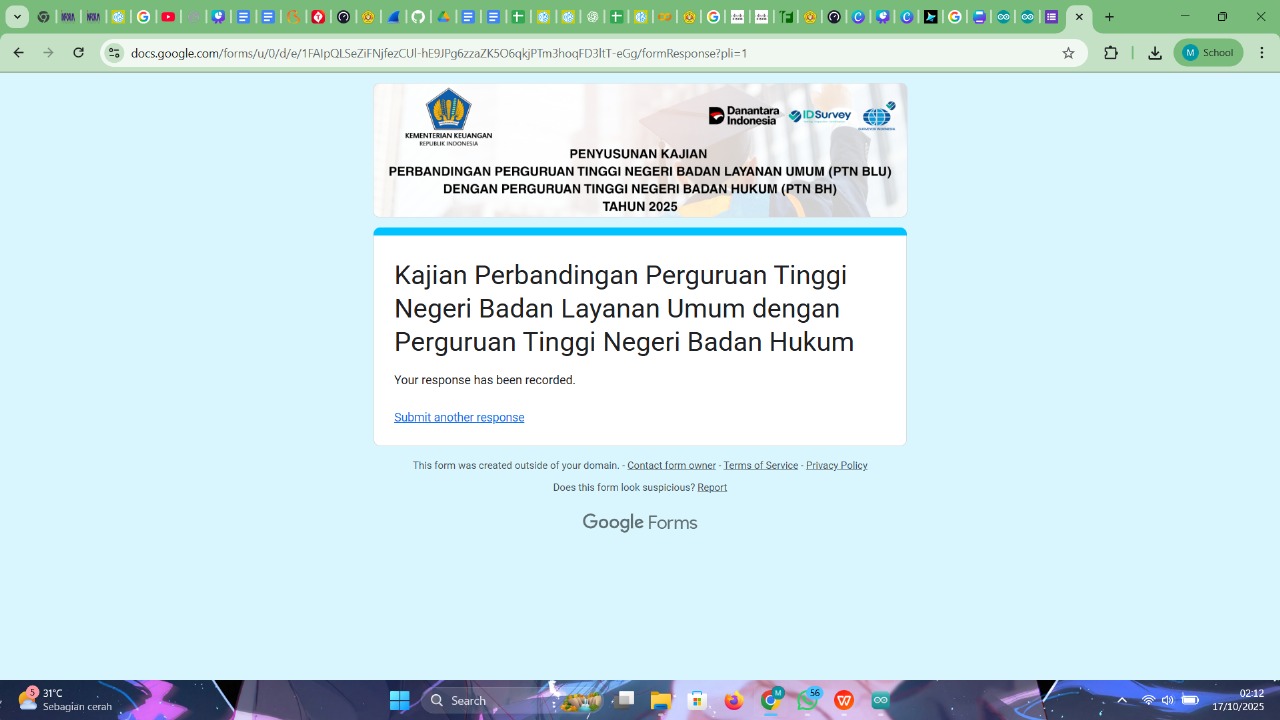 docs.google.com/forms/u/0/d/e/1FAIpQLSeZiFNjfezCUl-hE9JPg6zzaZK5O6qkjPTm3hoqFD3ltT-eGg/formResponse?pli=1
M School
KEMENTERIAN KEUANGAN
REPUBLIK INDONESIA
Danantara
Indonesia
IDSurvey
PENYUSUNAN KAJIAN
PERBANDINGAN PERGURUAN TINGGI NEGERI BADAN LAYANAN UMUM (PTN BLU)
DENGAN PERGURUAN TINGGI NEGERI BADAN HUKUM (PTN BH)
TAHUN 2025
Kajian Perbandingan Perguruan Tinggi
Negeri Badan Layanan Umum dengan
Perguruan Tinggi Negeri Badan Hukum
Your response has been recorded.
Submit another response
This form was created outside of your domain. - Contact form owner - Terms of Service - Privacy Policy
Does this form look suspicious? Report
Google Forms
5
31°C
Sebagian cerah
Search
M
56
02:12
17/10/2025